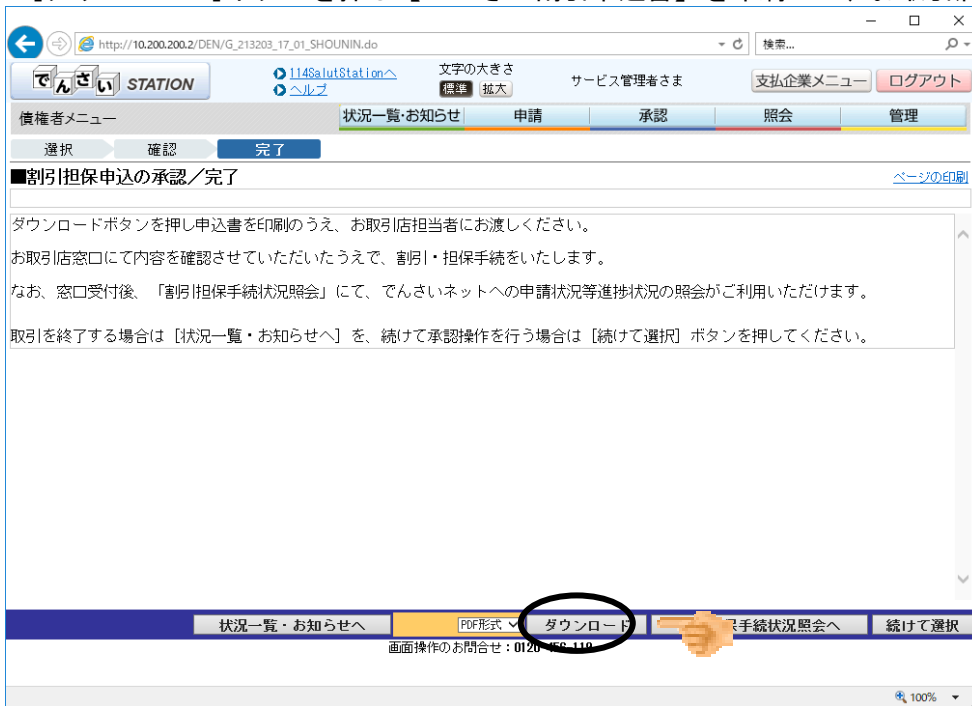 http://10.200.200.2/DEN/G_213203_17_01_SHOUNIN.do
検索...
でんさい STATION
114SalutStationへ
ヘルプ
文字の大きさ
標準 拡大
サービス管理者さま
支払企業メニュー
ログアウト
債権者メニュー
状況一覧・お知らせ
申請
承認
照会
管理
選択
確認
完了
■割引担保申込の承認／完了
ページの印刷
ダウンロードボタンを押し申込書を印刷のうえ、お取引店担当者にお渡しください。
お取引店窓口にて内容を確認させていただいたうえで、割引・担保手続をいたします。
なお、窓口受付後、「割引担保手続状況照会」にて、でんさいネットへの申請状況等進捗状況の照会がご利用いただけます。
取引を終了する場合は［状況一覧・お知らせへ］を、続けて承認操作を行う場合は［続けて選択］ボタンを押してください。
状況一覧・お知らせへ
PDF形式
ダウンロード
手続状況照会へ
続けて選択
画面操作のお問合せ：0120-456-110
100%